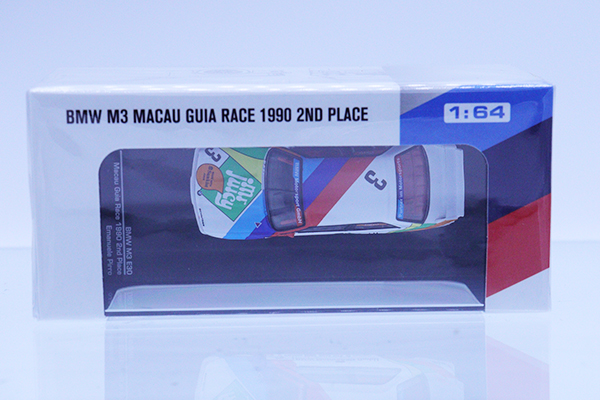 BMW M3 MACAU GUIA RACE 1990 2ND PLACE
1:64
BMW M3 E30
Macau Guia Race 1990 2nd Place
Emanuele Pirro
juicy
3
3